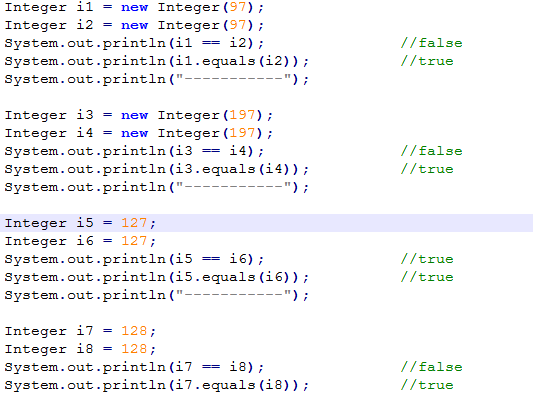 Integer i1 = new Integer(97);
Integer i2 = new Integer(97);
System.out.println(i1 == i2); //false
System.out.println(i1.equals(i2)); //true
System.out.println("-----------");
Integer i3 = new Integer(197);
Integer i4 = new Integer(197);
System.out.println(i3 == i4); //false
System.out.println(i3.equals(i4)); //true
System.out.println("-----------");
Integer i5 = 127;
Integer i6 = 127;
System.out.println(i5 == i6); //true
System.out.println(i5.equals(i6)); //true
System.out.println("-----------");
Integer i7 = 128;
Integer i8 = 128;
System.out.println(i7 == i8); //false
System.out.println(i7.equals(i8)); //true